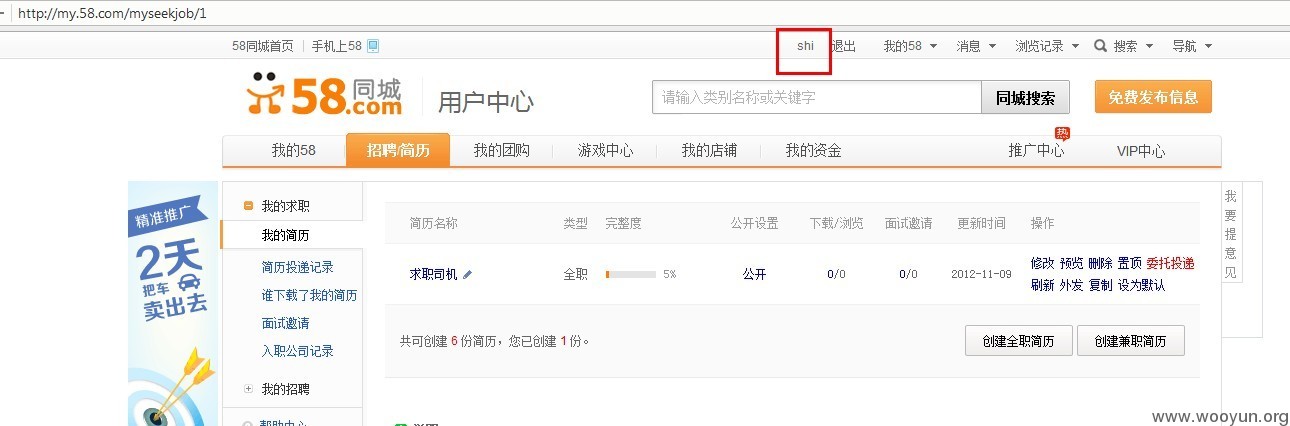 http://my.58.com/myseekjob/1
58同城首页 手机上58 shi 退出 我的58 消息 浏览记录 搜索 导航
58同城.com 用户中心 请输入类别名称或关键字 同城搜索 免费发布信息
热
我的58 招聘/简历 我的团购 游戏中心 我的店铺 我的资金 推广中心 VIP中心
精准推广
2天
把车
卖出去
我的求职
我的简历
简历投递记录
谁下载了我的简历
面试邀请
入职公司记录
我的招聘
帮助中心
简历名称 类型 完整度 公开设置 下载/浏览 面试邀请 更新时间 操作
求职司机 全职 5% 公开 0/0 0/0 2012-11-09 修改 预览 删除 置顶 委托投递
刷新 外发 复制 设为默认
共可创建 6 份简历，您已创建 1 份。 创建全职简历 创建兼职简历
我要提意见
www.wooyun.org